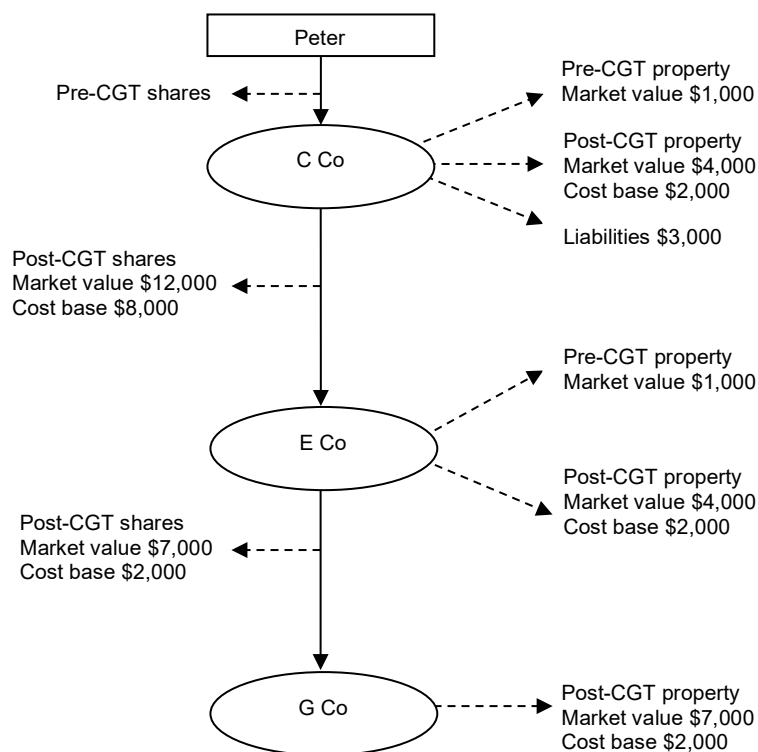 Peter
Pre-CGT shares
Pre-CGT property
Market value $1,000
C Co
Post-CGT property
Market value $4,000
Cost base $2,000
Liabilities $3,000
Post-CGT shares
Market value $12,000
Cost base $8,000
Pre-CGT property
Market value $1,000
E Co
Post-CGT property
Market value $4,000
Cost base $2,000
Post-CGT shares
Market value $7,000
Cost base $2,000
G Co
Post-CGT property
Market value $7,000
Cost base $2,000